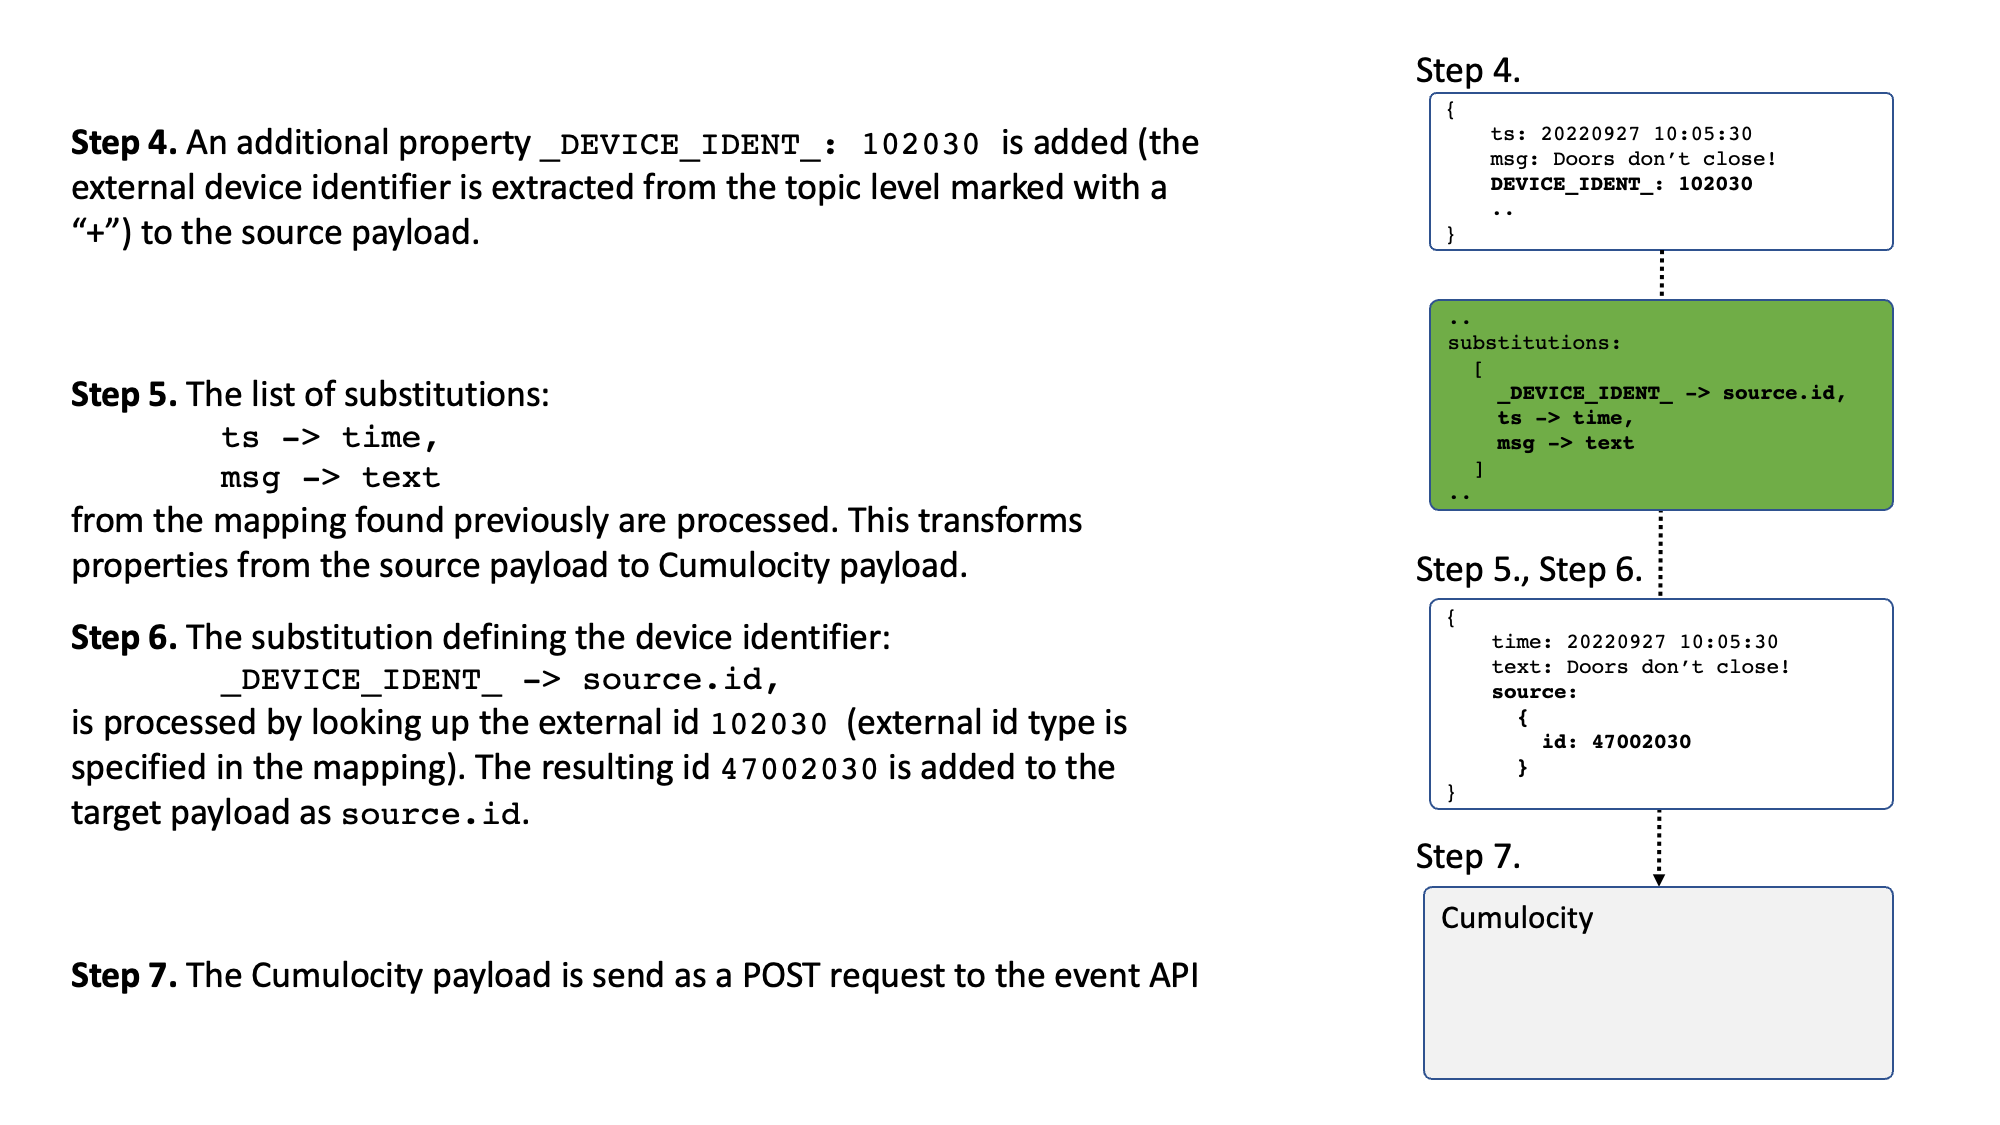 Step 4. An additional property _DEVICE_IDENT_: 102030 is added (the
external device identifier is extracted from the topic level marked with a
“+”) to the source payload.
Step 5. The list of substitutions:
ts -> time,
msg -> text
from the mapping found previously are processed. This transforms
properties from the source payload to Cumulocity payload.
Step 6. The substitution defining the device identifier:
_DEVICE_IDENT_ -> source.id,
is processed by looking up the external id 102030 (external id type is
specified in the mapping). The resulting id 47002030 is added to the
target payload as source.id.
Step 7. The Cumulocity payload is send as a POST request to the event API
Step 4.
{
ts: 20220927 10:05:30
msg: Doors don’t close!
DEVICE_IDENT_: 102030
..
}
..
substitutions:
[
_DEVICE_IDENT_ -> source.id,
ts -> time,
msg -> text
]
..
Step 5., Step 6.
{
time: 20220927 10:05:30
text: Doors don’t close!
source:
{
id: 47002030
}
}
Step 7.
Cumulocity